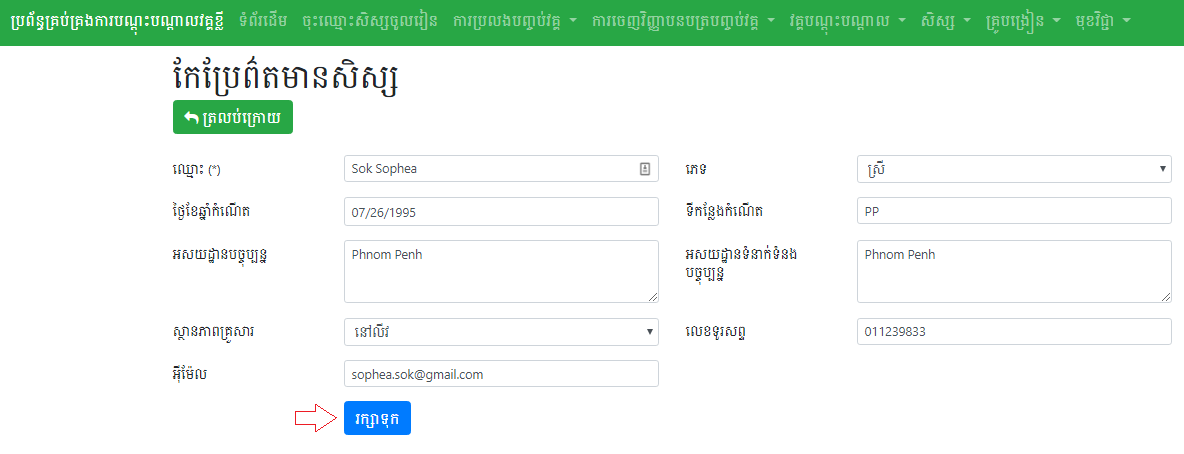 ប្រព័ន្ធគ្រប់គ្រងការបណ្តុះបណ្តាលវគ្គខ្លី ទំព័រដើម ចុះឈ្មោះសិស្សចូលរៀន ការប្រលងបញ្ចប់វគ្គ ការចេញវិញ្ញាបនបត្របញ្ចប់វគ្គ វគ្គបណ្តុះបណ្តាល សិស្ស គ្រូបង្រៀន មុខវិជ្ជា
កែប្រែព៌តមានសិស្ស
ត្រលប់ក្រោយ
ឈ្មោះ (*) Sok Sophea ភេទ ស្រី
ថ្ងៃខែឆ្នាំកំណើត 07/26/1995 ទីកន្លែងកំណើត PP
អសយដ្ឋានបច្ចុប្បន្ន Phnom Penh អសយដ្ឋានទំនាក់ទំនង Phnom Penh
បច្ចុប្បន្ន
ស្ថានភាពគ្រួសារ នៅលីវ លេខទូរសព្ទ 011239833
អ៊ីម៉ែល sophea.sok@gmail.com
រក្សាទុក